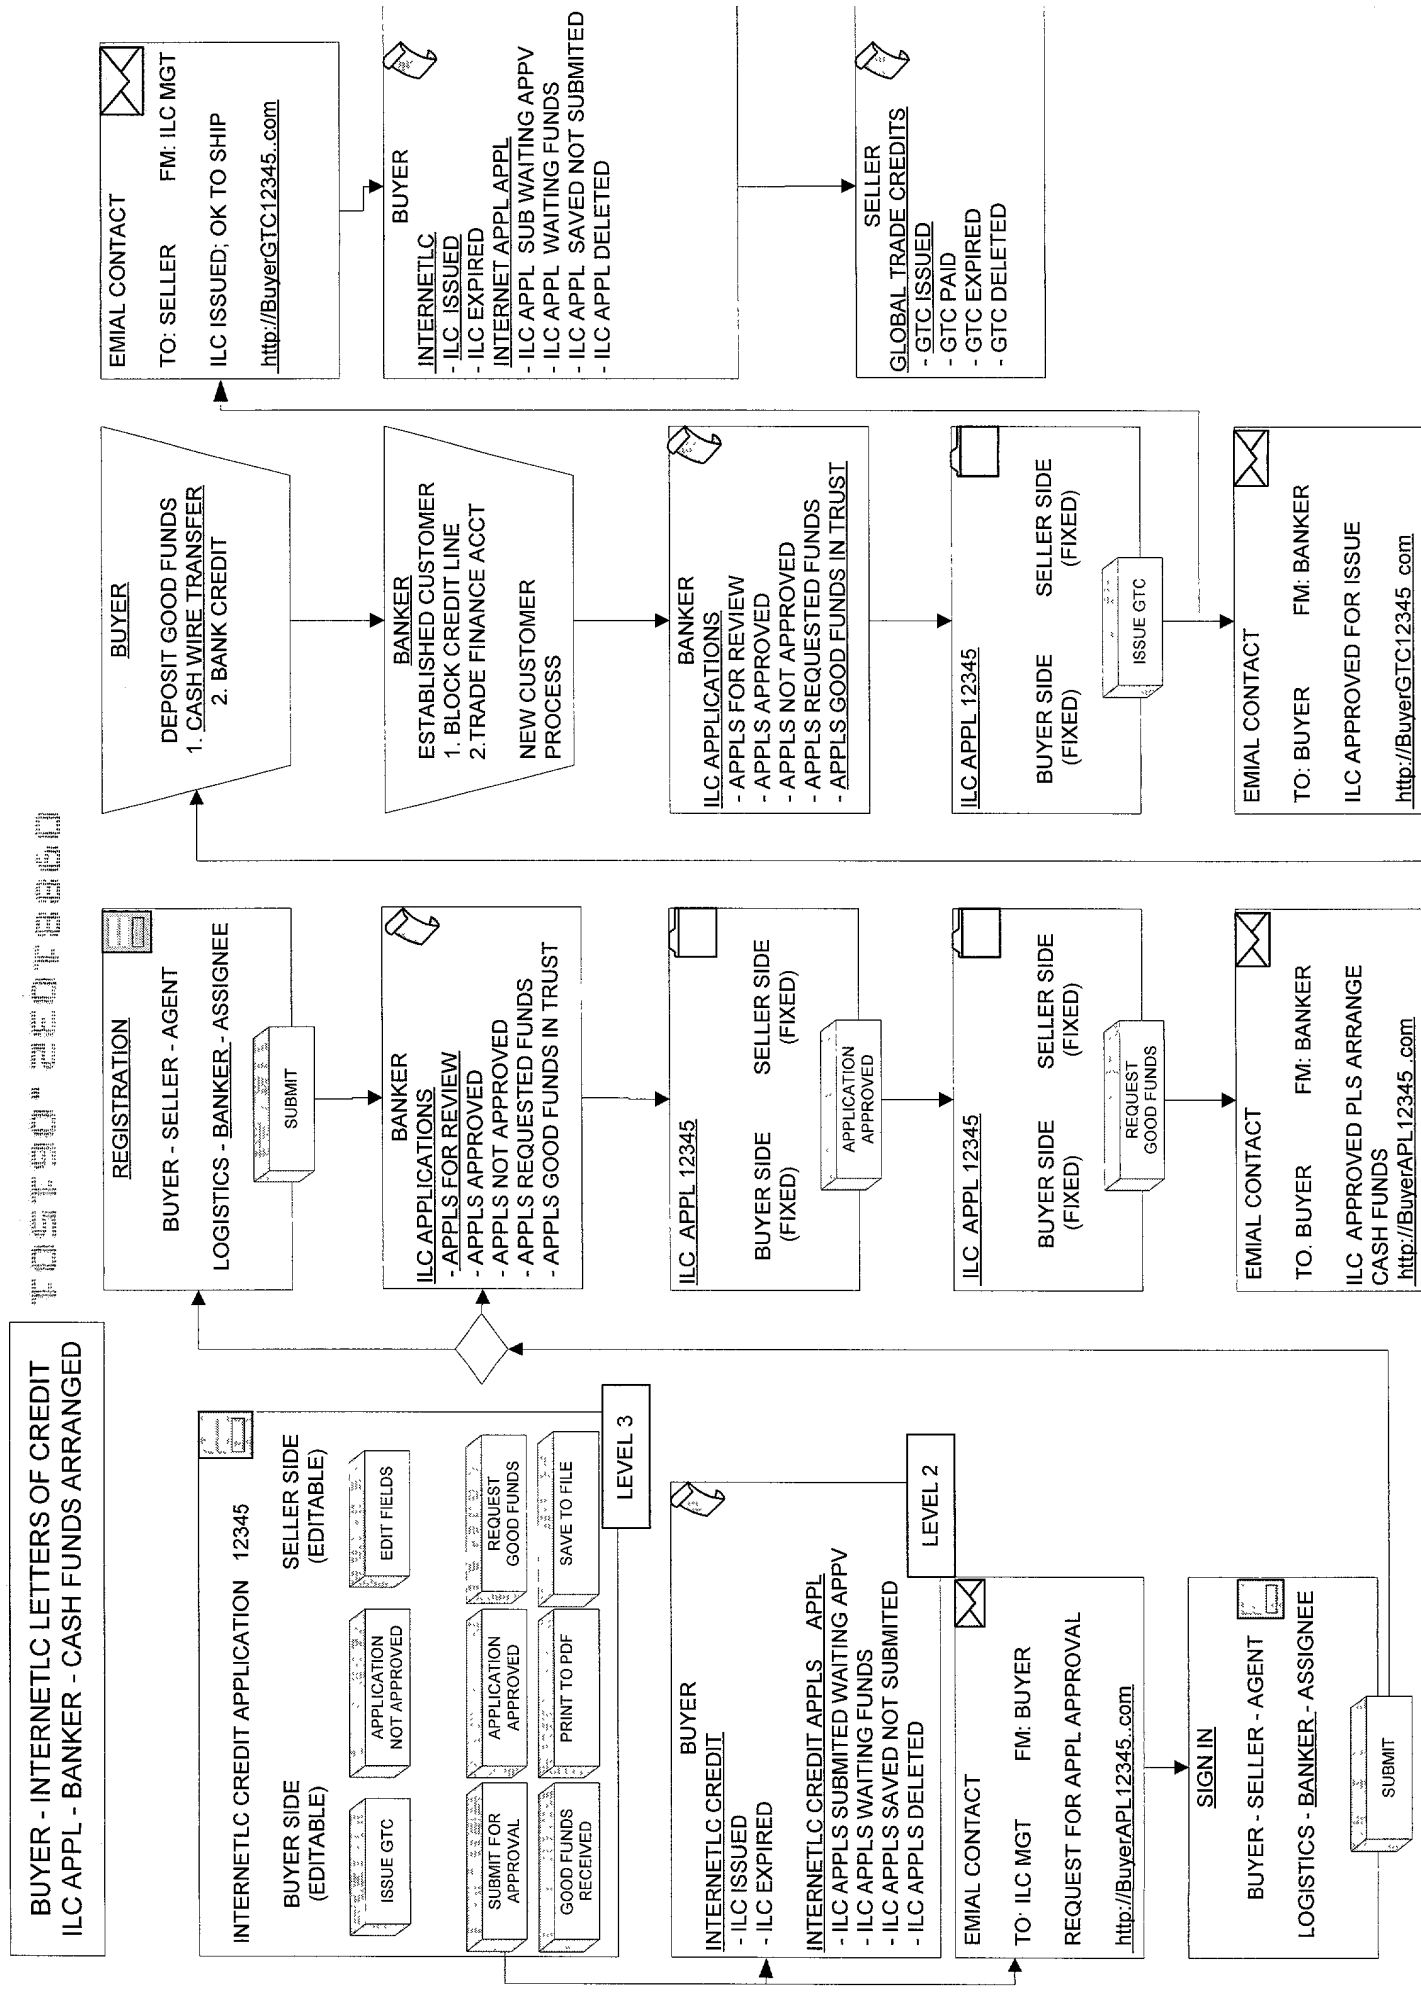 BUYER - INTERNETLC LETTERS OF CREDIT
ILC APPL - BANKER - CASH FUNDS ARRANGED
INTERNETLC CREDIT APPLICATION 12345
BUYER SIDE
(EDITABLE)
SELLER SIDE
(EDITABLE)
ISSUE GTC
APPLICATION
NOT APPROVED
EDIT FIELDS
SUBMIT FOR
APPROVAL
APPLICATION
APPROVED
REQUEST
GOOD FUNDS
GOOD FUNDS
RECEIVED
PRINT TO PDF
SAVE TO FILE
LEVEL 3
BUYER
INTERNETLC CREDIT
- ILC ISSUED
- ILC EXPIRED
INTERNETLC CREDIT APPLS APPL
- ILC APPLS SUBMITED WAITING APPV
- ILC APPLS WAITING FUNDS
- ILC APPLS SAVED NOT SUBMITED
- ILC APPLS DELETED
LEVEL 2
EMIAL CONTACT
TO: ILC MGT FM: BUYER
REQUEST FOR APPL APPROVAL
http://BuyerAPL12345..com
SIGN IN
BUYER - SELLER - AGENT
LOGISTICS - BANKER - ASSIGNEE
SUBMIT
REGISTRATION
BUYER - SELLER - AGENT
LOGISTICS - BANKER - ASSIGNEE
SUBMIT
BANKER
ILC APPLICATIONS
- APPLS FOR REVIEW
- APPLS APPROVED
- APPLS NOT APPROVED
- APPLS REQUESTED FUNDS
- APPLS GOOD FUNDS IN TRUST
ILC APPL 12345
BUYER SIDE
(FIXED)
SELLER SIDE
(FIXED)
APPLICATION
APPROVED
ILC APPL 12345
BUYER SIDE
(FIXED)
SELLER SIDE
(FIXED)
REQUEST
GOOD FUNDS
EMIAL CONTACT
TO. BUYER FM: BANKER
ILC APPROVED PLS ARRANGE
CASH FUNDS
http://BuyerAPL12345 .com
BUYER
DEPOSIT GOOD FUNDS
1. CASH WIRE TRANSFER
2. BANK CREDIT
BANKER
ESTABLISHED CUSTOMER
1. BLOCK CREDIT LINE
2.TRADE FINANCE ACCT
NEW CUSTOMER
PROCESS
BANKER
ILC APPLICATIONS
- APPLS FOR REVIEW
- APPLS APPROVED
- APPLS NOT APPROVED
- APPLS REQUESTED FUNDS
- APPLS GOOD FUNDS IN TRUST
ILC APPL 12345
BUYER SIDE
(FIXED)
SELLER SIDE
(FIXED)
ISSUE GTC
EMIAL CONTACT
TO: BUYER FM: BANKER
ILC APPROVED FOR ISSUE
http://BuyerGTC12345 com
EMIAL CONTACT
TO: SELLER FM: ILC MGT
ILC ISSUED; OK TO SHIP
http://BuyerGTC12345..com
BUYER
INTERNETLC
- ILC ISSUED
- ILC EXPIRED
INTERNET APPL APPL
- ILC APPL SUB WAITING APPV
- ILC APPL WAITING FUNDS
- ILC APPL SAVED NOT SUBMITED
- ILC APPL DELETED
SELLER
GLOBAL TRADE CREDITS
- GTC ISSUED
- GTC PAID
- GTC EXPIRED
- GTC DELETED